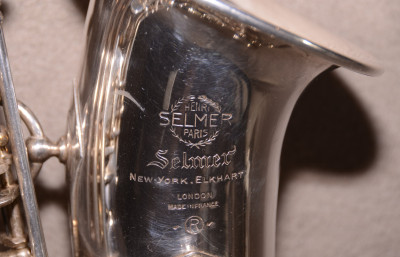 HENRI
SELMER
PARIS
Selmer
NEW-YORK. ELKHART
LONDON
MADE IN FRANCE
®